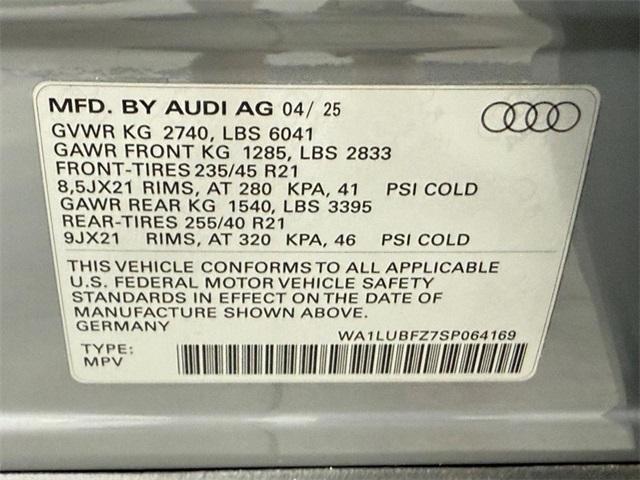 MFD. BY AUDI AG 04/ 25
GVWR KG 2740, LBS 6041
GAWR FRONT KG 1285, LBS 2833
FRONT-TIRES 235/45 R21
8,5JX21 RIMS, AT 280 KPA, 41 PSI COLD
GAWR REAR KG 1540, LBS 3395
REAR-TIRES 255/40 R21
9JX21 RIMS, AT 320 KPA, 46 PSI COLD
THIS VEHICLE CONFORMS TO ALL APPLICABLE
U.S. FEDERAL MOTOR VEHICLE SAFETY
STANDARDS IN EFFECT ON THE DATE OF
MANUFACTURE SHOWN ABOVE.
GERMANY
WA1LUBFZ7SP064169
TYPE:
MPV